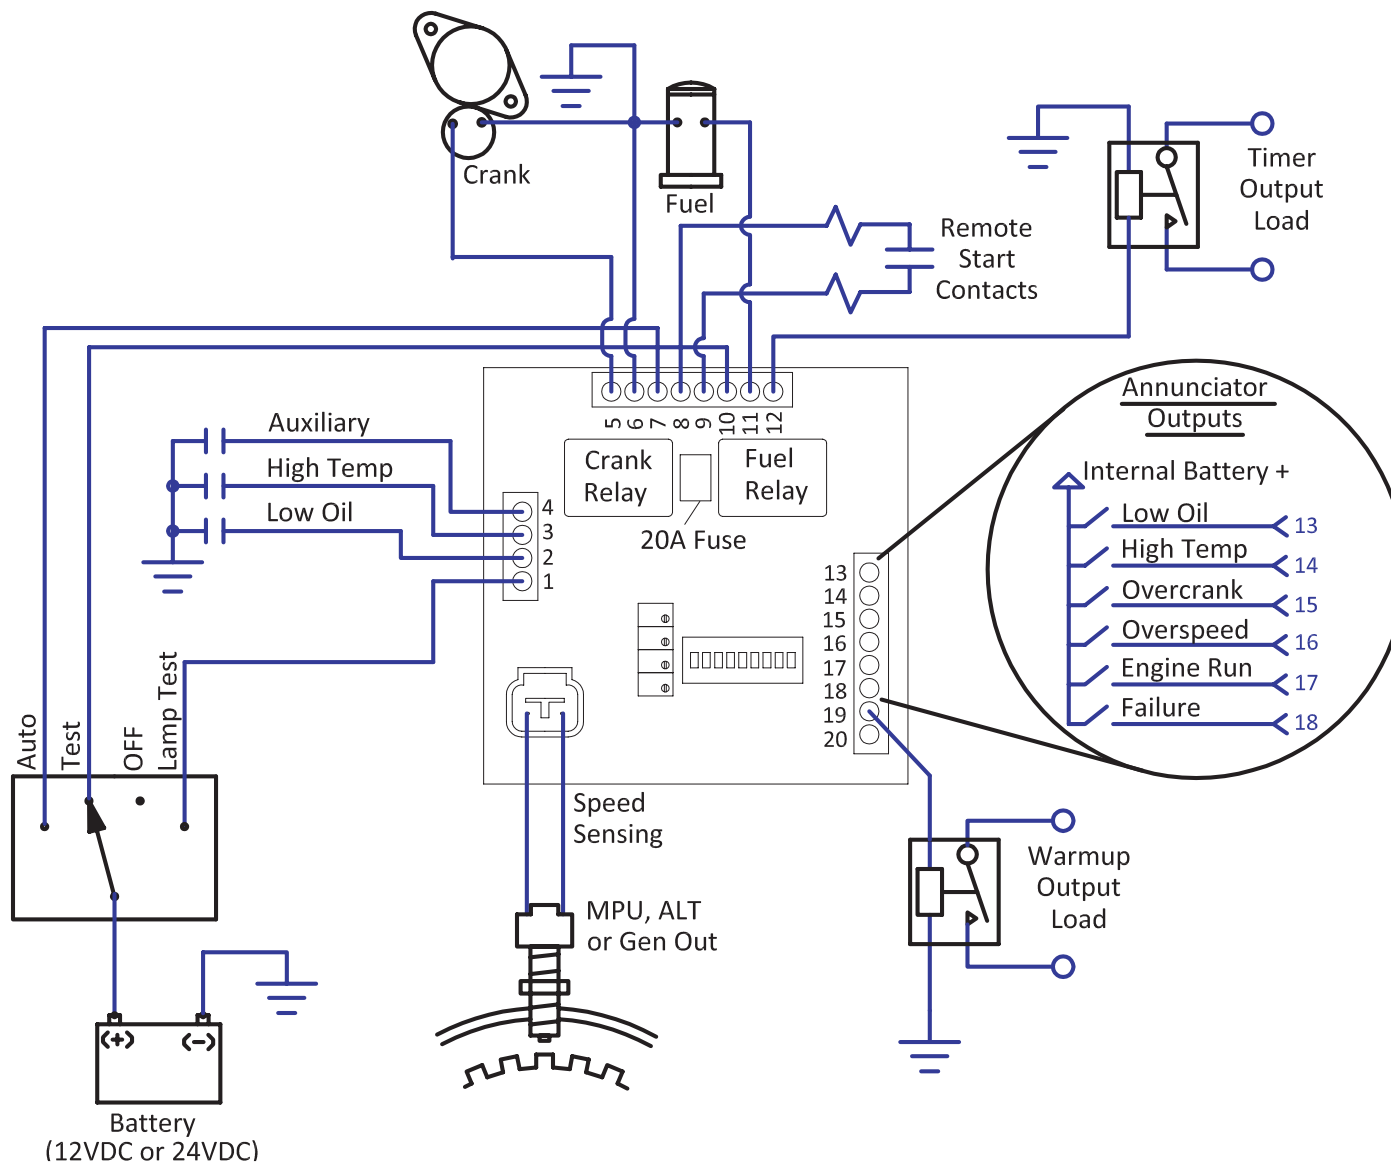 Crank
Fuel
Timer
Output
Load
Remote
Start
Contacts
5 6 7 8 9 10 11 12
Crank
Relay
Fuel
Relay
20A Fuse
Auxiliary
High Temp
Low Oil
4
3
2
1
Annunciator
Outputs
Internal Battery +
Low Oil 13
High Temp 14
Overcrank 15
Overspeed 16
Engine Run 17
Failure 18
13
14
15
16
17
18
19
20
Auto
Test
OFF
Lamp Test
Speed
Sensing
MPU, ALT
or Gen Out
Warmup
Output
Load
(+) (-)
Battery
(12VDC or 24VDC)